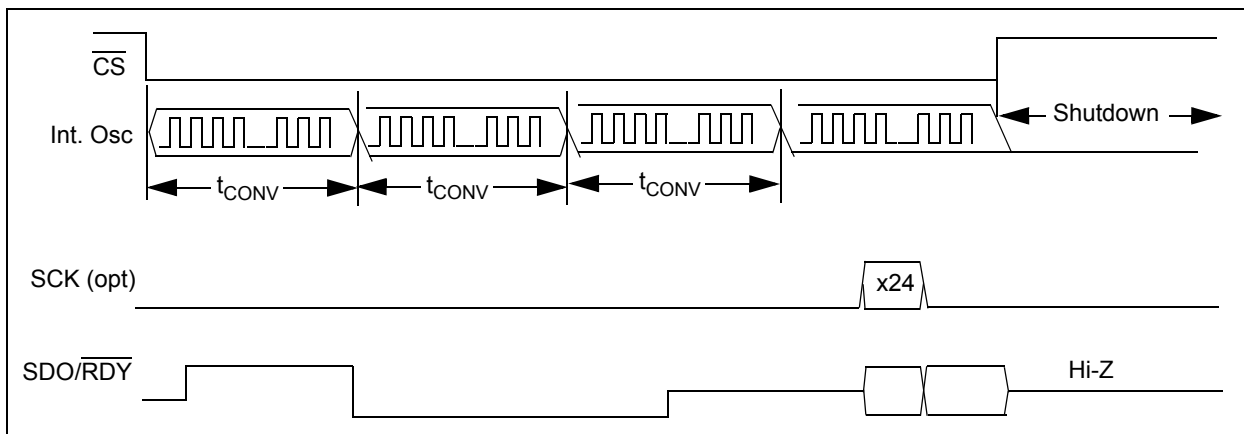 CS
Int. Osc
Shutdown
tCONV
tCONV
tCONV
SCK (opt)
x24
SDO/RDY
Hi-Z